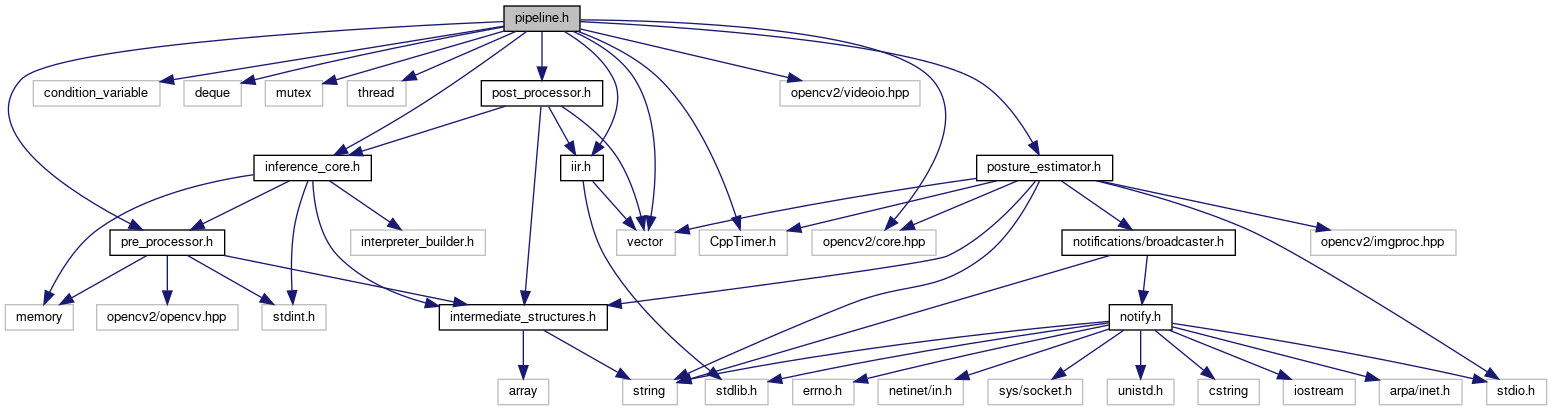 pipeline.h
condition_variable
deque
mutex
thread
post_processor.h
opencv2/videoio.hpp
inference_core.h
iir.h
posture_estimator.h
pre_processor.h
interpreter_builder.h
vector
CppTimer.h
opencv2/core.hpp
notifications/broadcaster.h
opencv2/imgproc.hpp
memory
opencv2/opencv.hpp
stdint.h
intermediate_structures.h
notify.h
array
string
stdlib.h
errno.h
netinet/in.h
sys/socket.h
unistd.h
cstring
iostream
arpa/inet.h
stdio.h